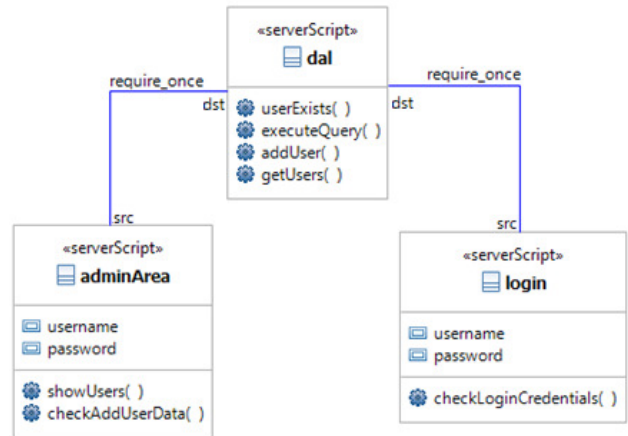 «serverScript»
dal
require_once
require_once
dst
dst
userExists( )
executeQuery( )
addUser( )
getUsers( )
src
src
«serverScript»
adminArea
username
password
showUsers( )
checkAddUserData( )
«serverScript»
login
username
password
checkLoginCredentials( )